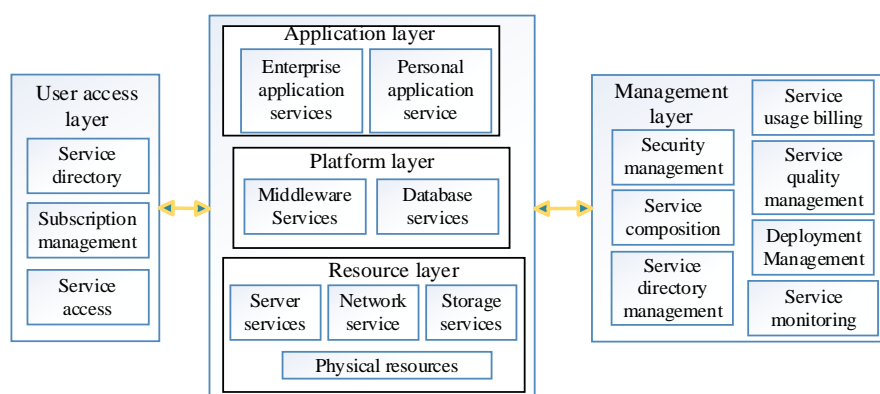 User access
layer
Service
directory
Subscription
management
Service
access
Application layer
Enterprise
application
services
Personal
application
service
Platform layer
Middleware
Services
Database
services
Resource layer
Server
services
Network
service
Storage
services
Physical resources
Management
layer
Security
management
Service
composition
Service
directory
management
Service
usage billing
Service
quality
management
Deployment
Management
Service
monitoring